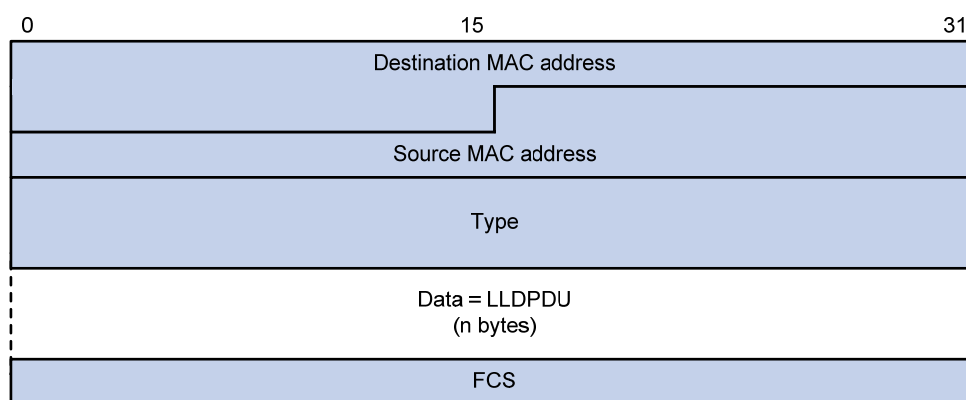 0 15 31
Destination MAC address
Source MAC address
Type
Data = LLDPDU
(n bytes)
FCS